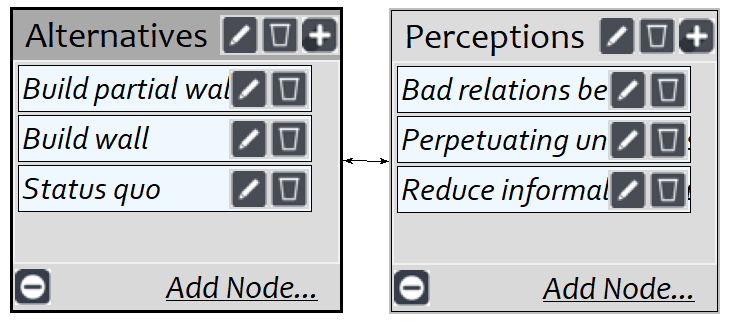 Alternatives
Build partial wal
Build wall
Status quo
Add Node...
Perceptions
Bad relations be
Perpetuating un
Reduce informal
Add Node...